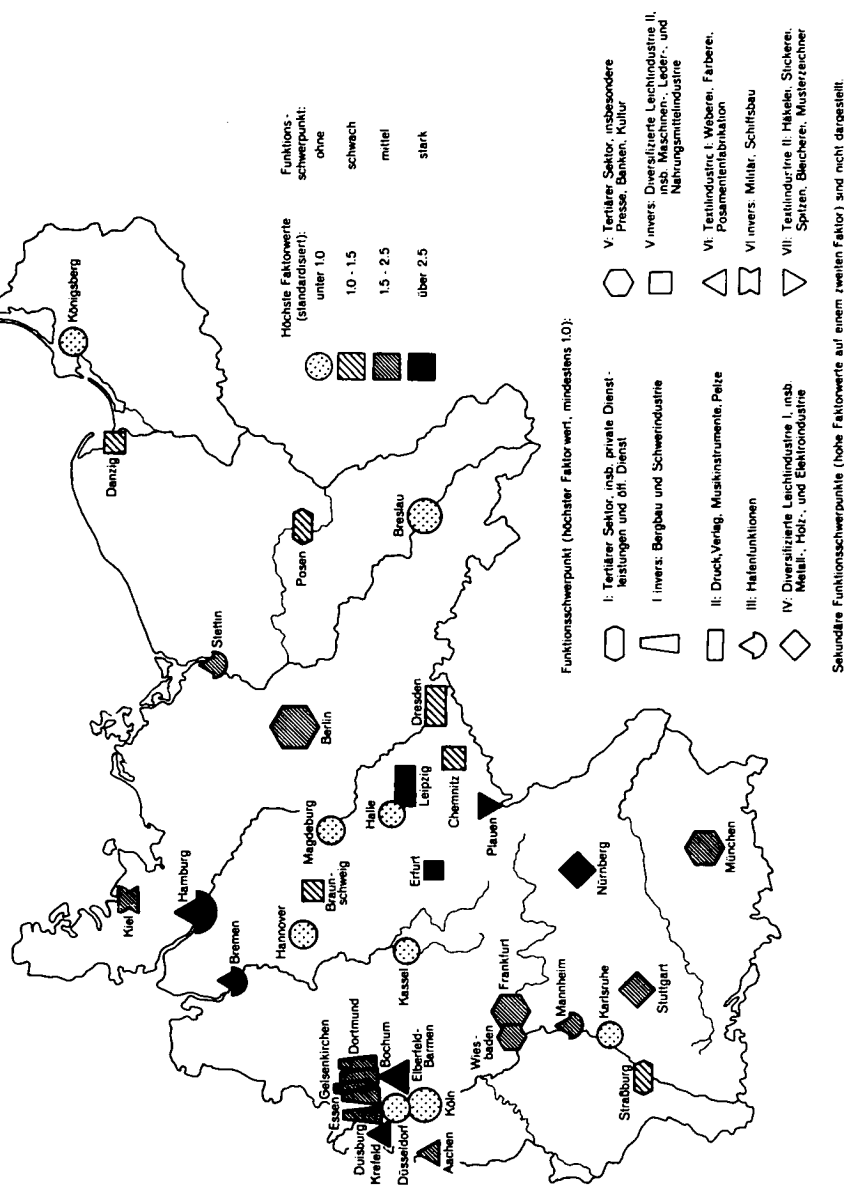 Königsberg
Danzig
Stettin
Posen
Breslau
Berlin
Kiel
Hamburg
Bremen
Hannover
Braun-
schweig
Magdeburg
Halle
Leipzig
Dresden
Chemnitz
Plauen
Erfurt
Kassel
Gelsenkirchen
Essen
Dortmund
Bochum
Duisburg
Krefeld
Elberfeld-
Barmen
Düsseldorf
Köln
Aachen
Wies-
baden
Frankfurt
Mannheim
Karlsruhe
Straßburg
Stuttgart
Nürnberg
München
Höchste Faktorwerte
(standardisiert):
Funktions-
schwerpunkt:
unter 1.0
ohne
1.0 - 1.5
schwach
1.5 - 2.5
mittel
über 2.5
stark
Funktionsschwerpunkt (höchster Faktorwert, mindestens 1.0):
I: Tertiärer Sektor, insb. private Dienst-
leistungen und öff. Dienst
I invers: Bergbau und Schwerindustrie
II: Druck, Verlag, Musikinstrumente, Pelze
III: Hafenfunktionen
IV: Diversifizierte Leichtindustrie I, insb.
Metall-, Holz-, und Elektroindustrie
V: Tertiärer Sektor, insbesondere
Presse, Banken, Kultur
V invers: Diversifizierte Leichtindustrie II,
insb. Maschinen-, Leder-, und
Nahrungsmittelindustrie
VI: Textilindustrie I: Weberei, Färberei,
Posamentenfabrikation
VI invers: Militär, Schiffsbau
VII: Textilindustrie II: Häkelei, Stickerei,
Spitzen, Bleicherei, Musterzeichner
Sekundäre Funktionsschwerpunkte (hohe Faktorwerte auf einem zweiten Faktor) sind nicht dargestellt.